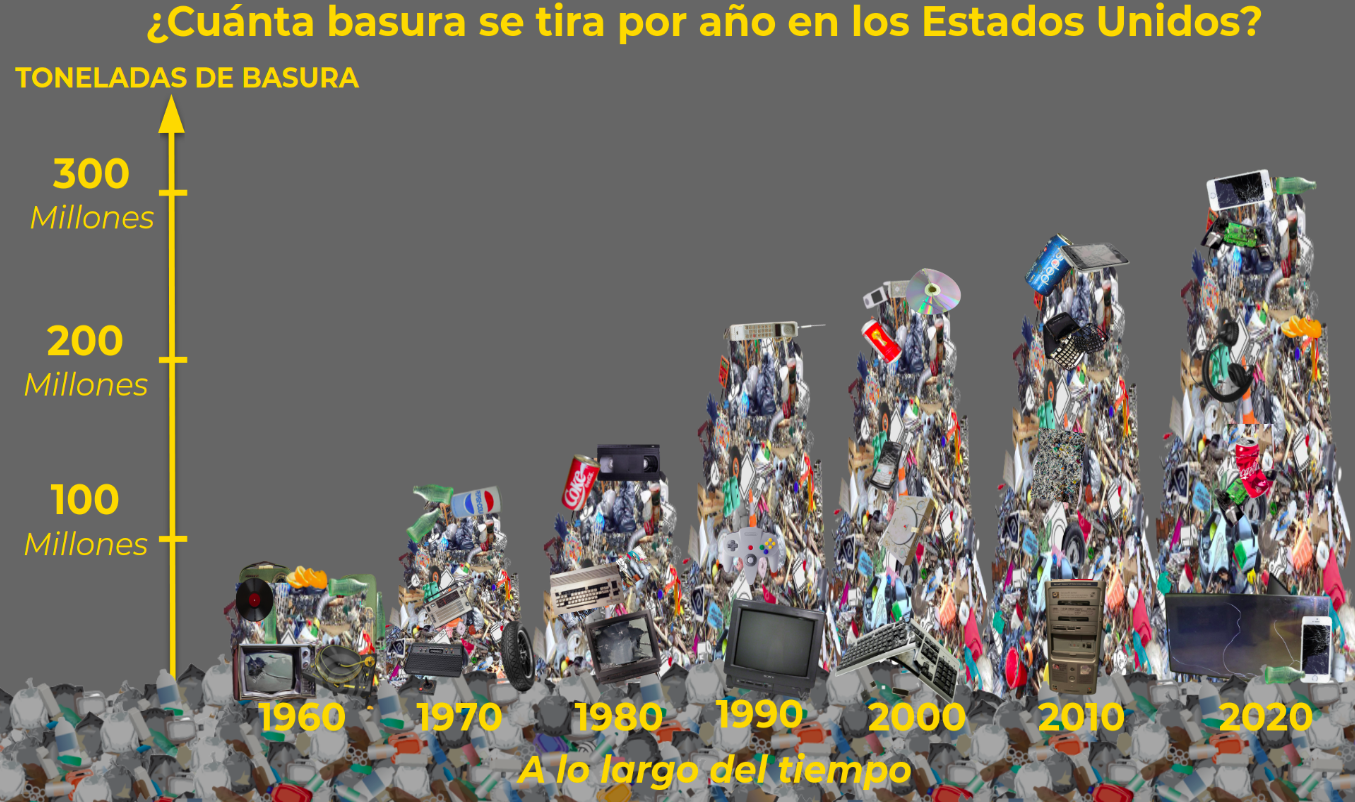 ¿Cuánta basura se tira por año en los Estados Unidos?
TONELADAS DE BASURA
300
Millones
200
Millones
100
Millones
1960
1970
1980
1990
2000
2010
2020
A lo largo del tiempo